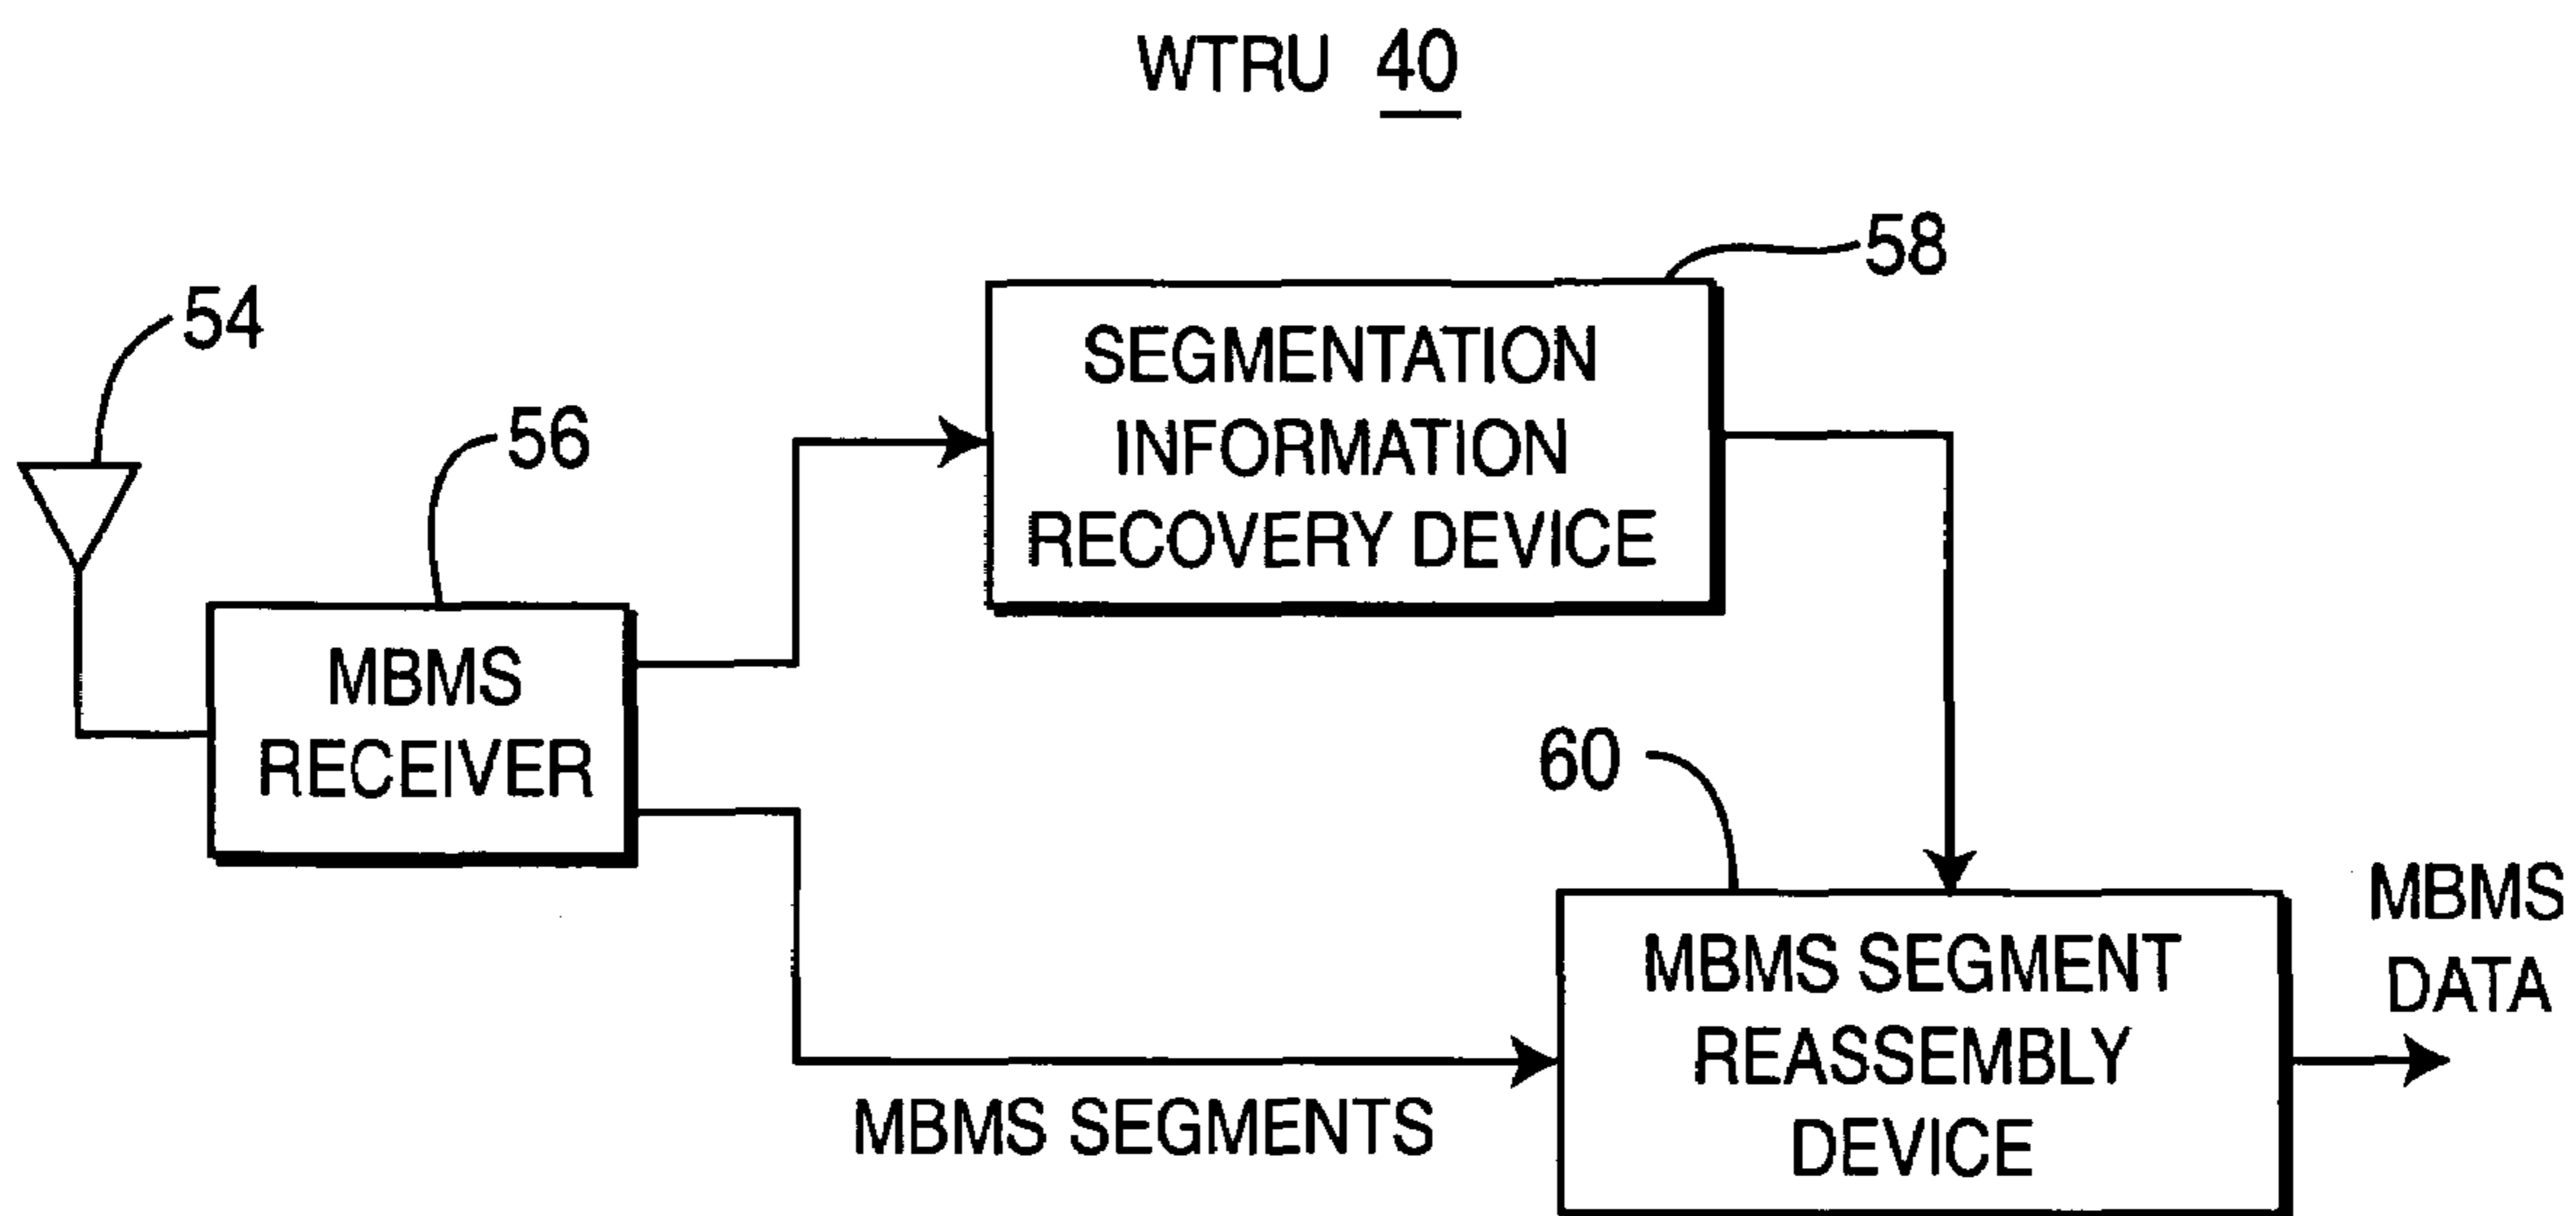 WTRU 40
58
SEGMENTATION
INFORMATION
RECOVERY DEVICE
54
56
MBMS
RECEIVER
60
MBMS SEGMENT
REASSEMBLY
DEVICE
MBMS
DATA
MBMS SEGMENTS